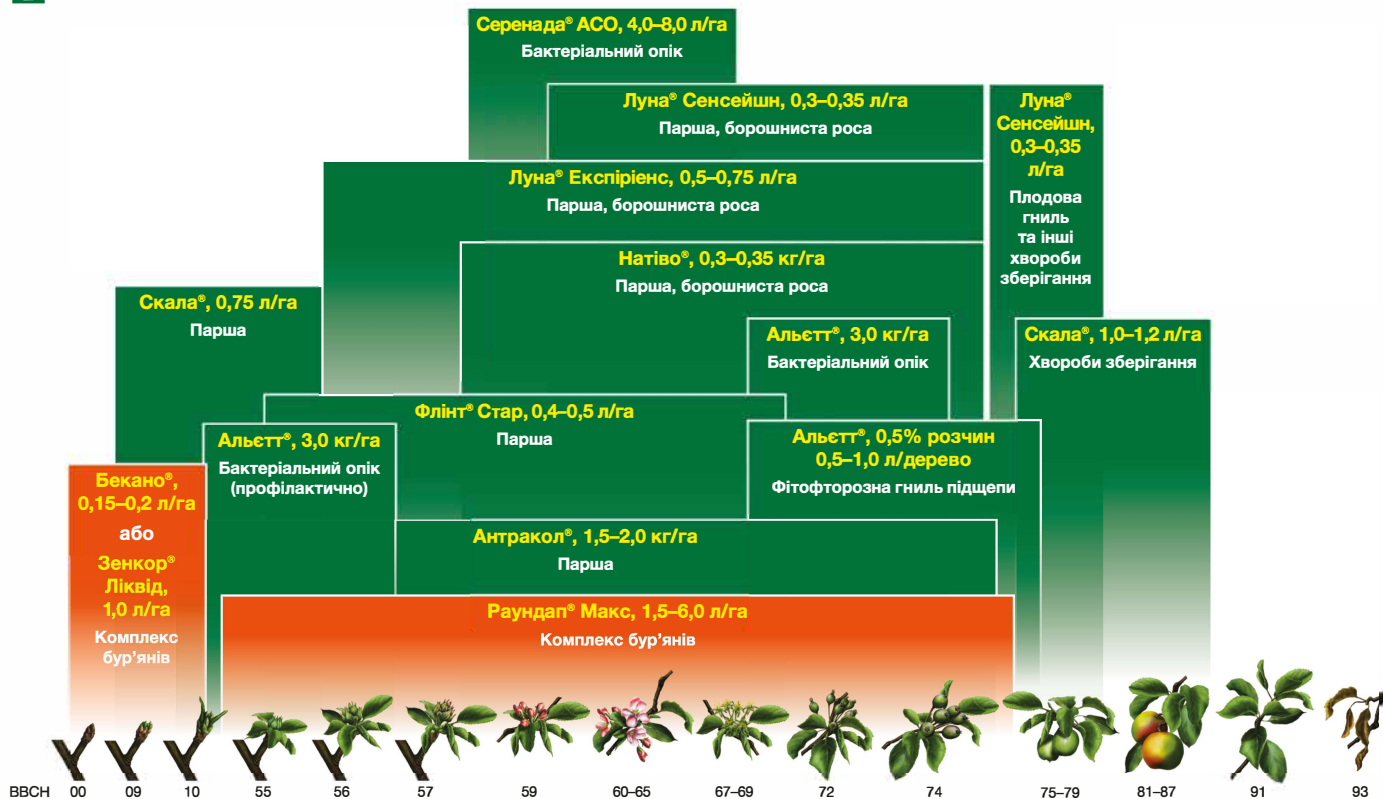 Серенада® АСО, 4,0–8,0 л/га
Бактеріальний опік
Луна® Сенсейшн, 0,3–0,35 л/га
Парша, борошниста роса
Луна®
Сенсейшн,
0,3–0,35
л/га
Плодова
гниль
та інші
хвороби
зберігання
Луна® Експіріенс, 0,5–0,75 л/га
Парша, борошниста роса
Натіво®, 0,3–0,35 кг/га
Парша, борошниста роса
Скала®, 0,75 л/га
Парша
Альєтт®, 3,0 кг/га
Бактеріальний опік
Скала®, 1,0–1,2 л/га
Хвороби зберігання
Флінт® Стар, 0,4–0,5 л/га
Парша
Альєтт®, 3,0 кг/га
Бактеріальний опік
(профілактично)
Альєтт®, 0,5% розчин
0,5–1,0 л/дерево
Фітофторозна гниль підщепи
Бекано®,
0,15–0,2 л/га
або
Зенкор®
Ліквід,
1,0 л/га
Комплекс
бур’янів
Антракол®, 1,5–2,0 кг/га
Парша
Раундап® Макс, 1,5–6,0 л/га
Комплекс бур’янів
BBCH 00 09 10 55 56 57 59 60–65 67–69 72 74 75–79 81–87 91 93